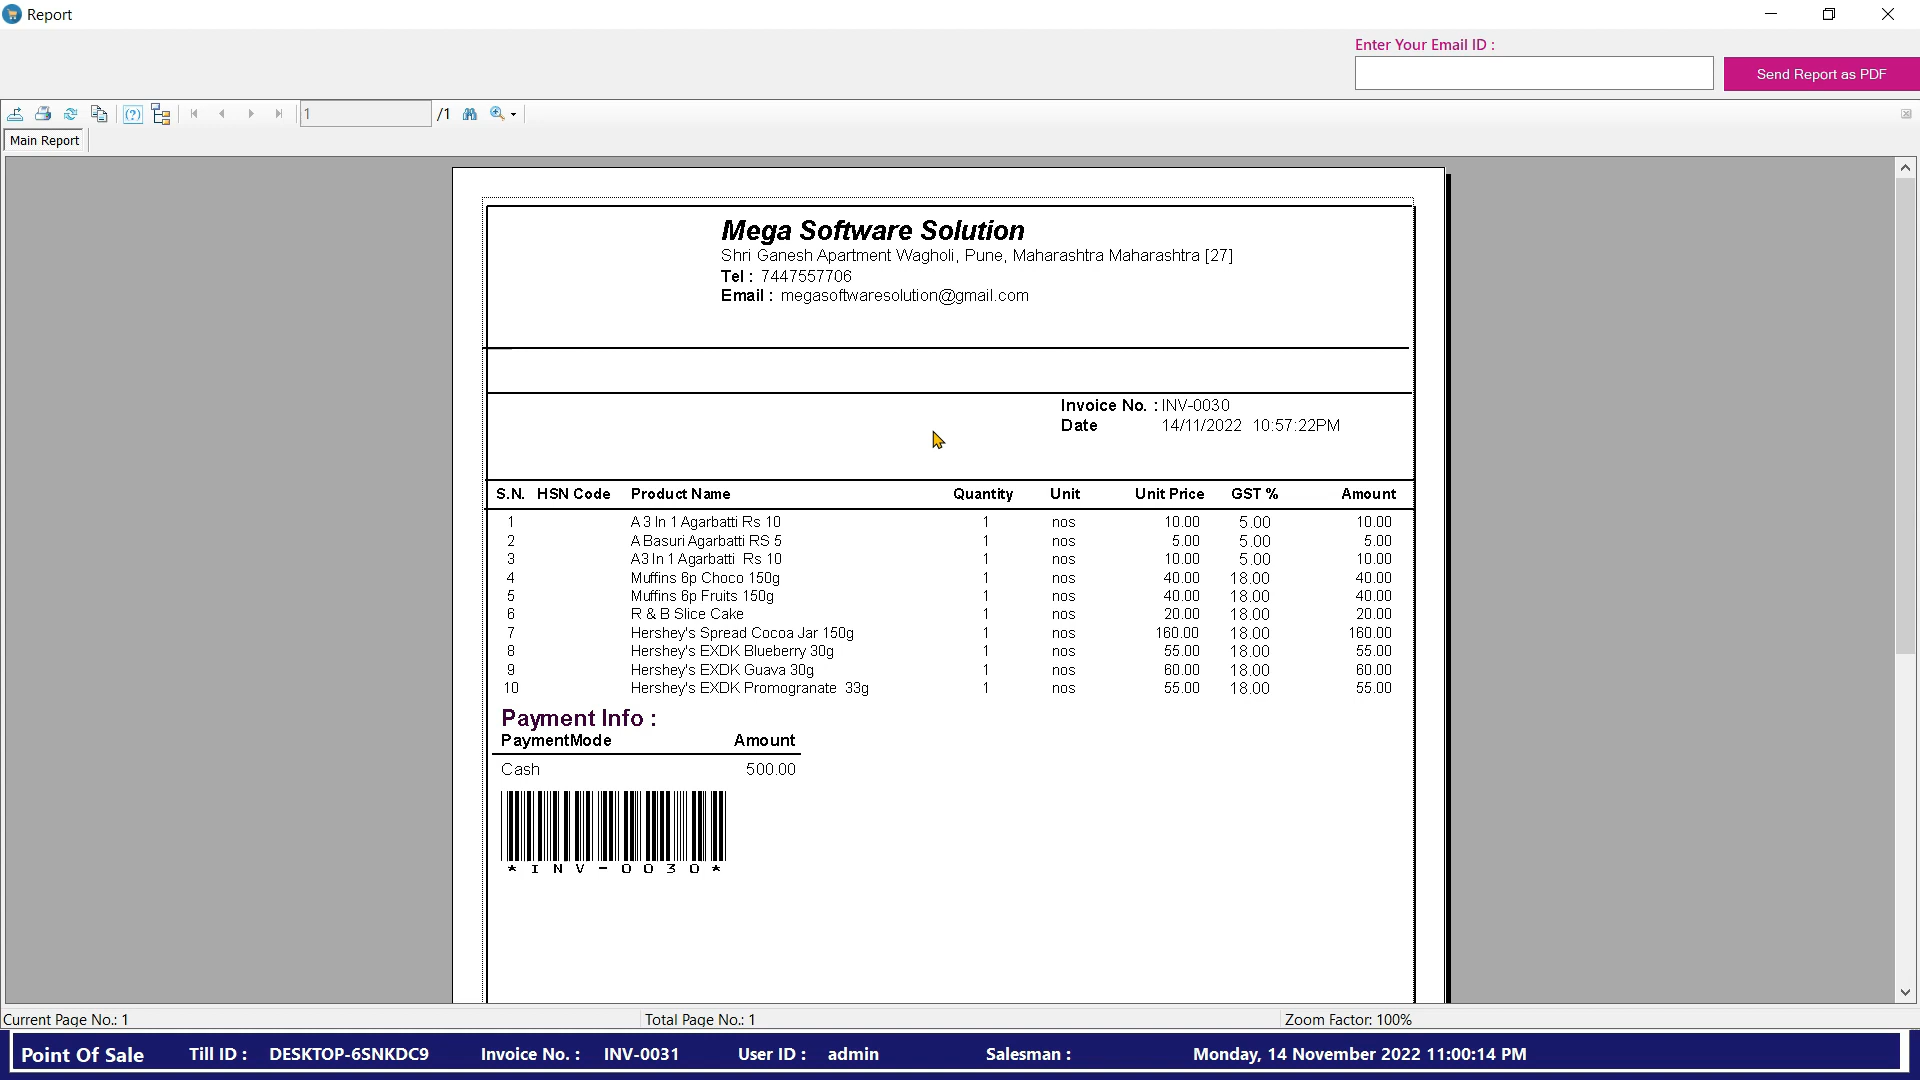 Report
Enter Your Email ID :
Send Report as PDF
1 /1
Main Report
Mega Software Solution
Shri Ganesh Apartment Wagholi, Pune, Maharashtra Maharashtra [27]
Tel : 7447557706
Email : megasoftwaresolution@gmail.com
Invoice No. : INV-0030
Date 14/11/2022 10:57:22PM
S.N. HSN Code Product Name Quantity Unit Unit Price GST % Amount
1 A 3 In 1 Agarbatti Rs 10 1 nos 10.00 5.00 10.00
2 A Basuri Agarbatti RS 5 1 nos 5.00 5.00 5.00
3 A3 In 1 Agarbatti Rs 10 1 nos 10.00 5.00 10.00
4 Muffins 6p Choco 150g 1 nos 40.00 18.00 40.00
5 Muffins 6p Fruits 150g 1 nos 40.00 18.00 40.00
6 R & B Slice Cake 1 nos 20.00 18.00 20.00
7 Hershey's Spread Cocoa Jar 150g 1 nos 160.00 18.00 160.00
8 Hershey's EXDK Blueberry 30g 1 nos 55.00 18.00 55.00
9 Hershey's EXDK Guava 30g 1 nos 60.00 18.00 60.00
10 Hershey's EXDK Promogranate 33g 1 nos 55.00 18.00 55.00
Payment Info :
PaymentMode Amount
Cash 500.00
*INV-0030*
Current Page No.: 1 Total Page No.: 1 Zoom Factor: 100%
Point Of Sale Till ID : DESKTOP-6SNKDC9 Invoice No. : INV-0031 User ID : admin Salesman : Monday, 14 November 2022 11:00:14 PM